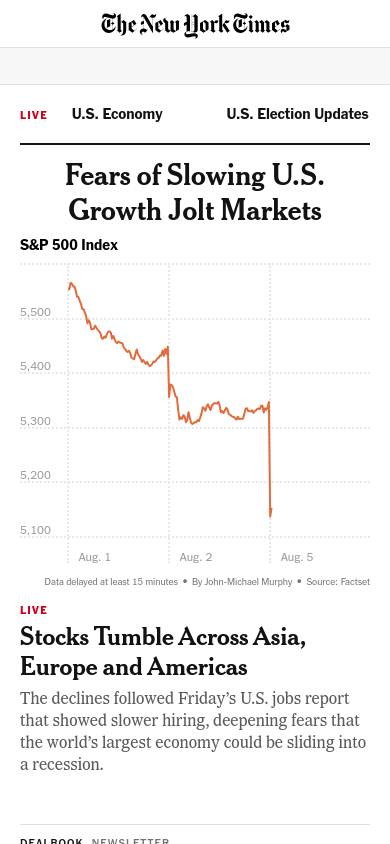 The New York Times
LIVE U.S. Economy U.S. Election Updates
Fears of Slowing U.S.
Growth Jolt Markets
S&P 500 Index
5,500
5,400
5,300
5,200
5,100
Aug. 1 Aug. 2 Aug. 5
Data delayed at least 15 minutes • By John-Michael Murphy • Source: Factset
LIVE
Stocks Tumble Across Asia,
Europe and Americas
The declines followed Friday’s U.S. jobs report
that showed slower hiring, deepening fears that
the world’s largest economy could be sliding into
a recession.
DEALBOOK NEWSLETTER